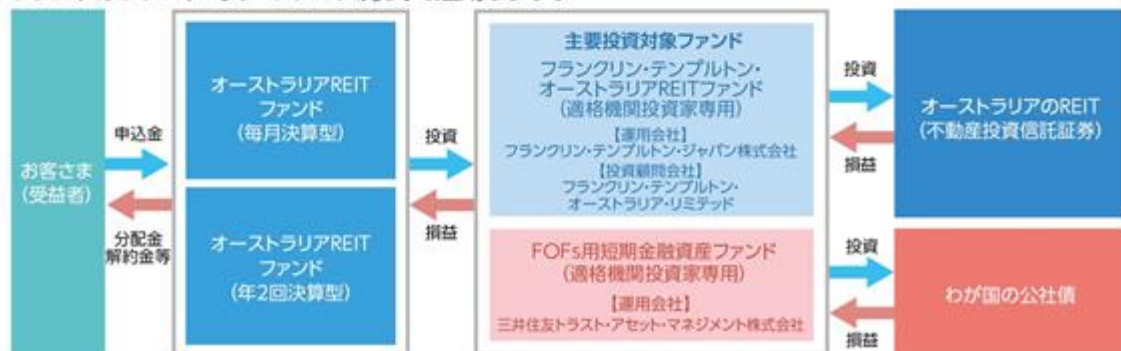 お客さま
(受益者)
申込金
分配金
解約金等
オーストラリアREIT
ファンド
(毎月決算型)
オーストラリアREIT
ファンド
(年2回決算型)
投資
損益
主要投資対象ファンド
フランクリン・テンプルトン・
オーストラリアREITファンド
(適格機関投資家専用)
【運用会社】
フランクリン・テンプルトン・ジャパン株式会社
【投資顧問会社】
フランクリン・テンプルトン・
オーストラリア・リミテッド
FOFs用短期金融資産ファンド
(適格機関投資家専用)
【運用会社】
三井住友トラスト・アセット・マネジメント株式会社
投資
損益
オーストラリアのREIT
(不動産投資信託証券)
投資
損益
わが国の公社債